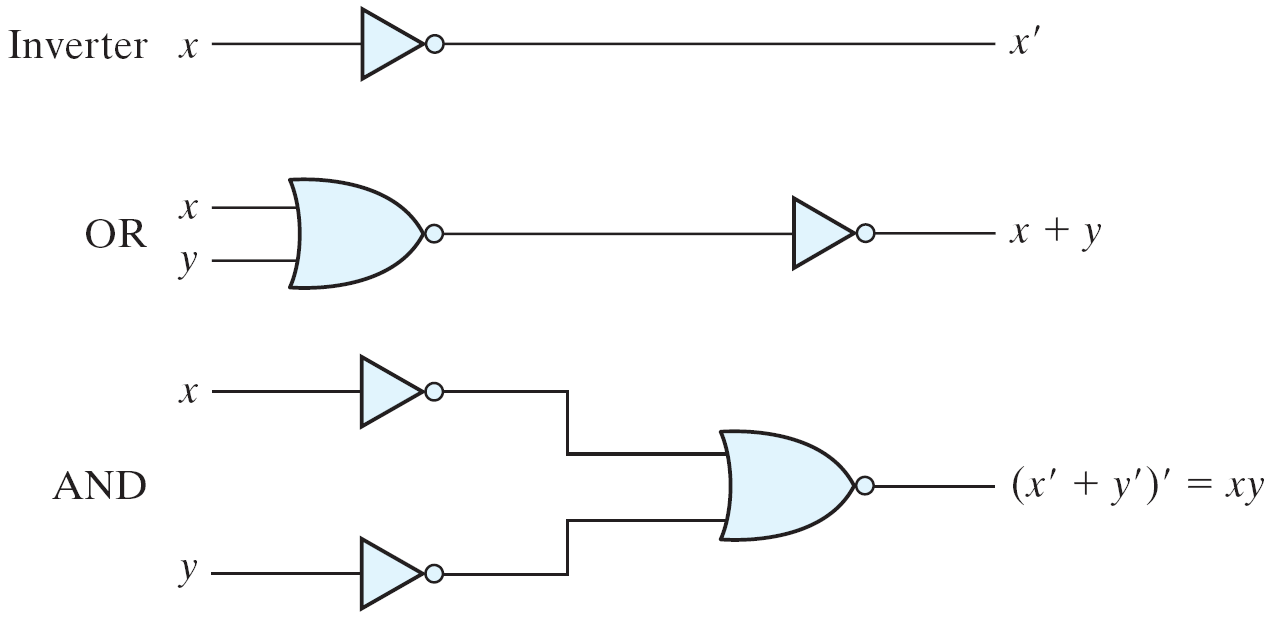 Inverter x x′
x
OR x + y
y
x
AND (x′ + y′)′ = xy
y